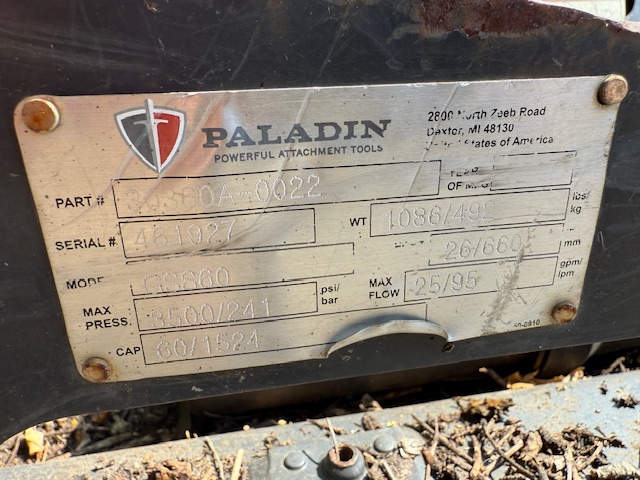 PALADIN
POWERFUL ATTACHMENT TOOLS
2800 North Zeeb Road
Dexter, MI 48130
United States of America
PART # A-0022
OF MFG
SERIAL # 461927
WT 1086/492 lbs/ kg
26/660 mm
MAX PRESS. 3500/241 psi/ bar
MAX FLOW 25/95 gpm/ lpm
CAP 60/1524